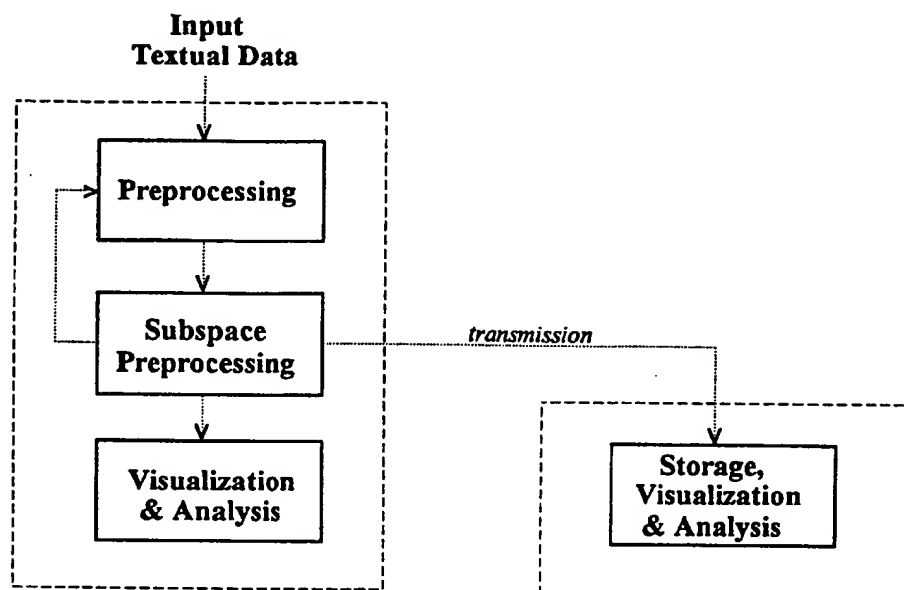 Input
Textual Data
Preprocessing
Subspace
Preprocessing
transmission
Visualization
& Analysis
Storage,
Visualization
& Analysis